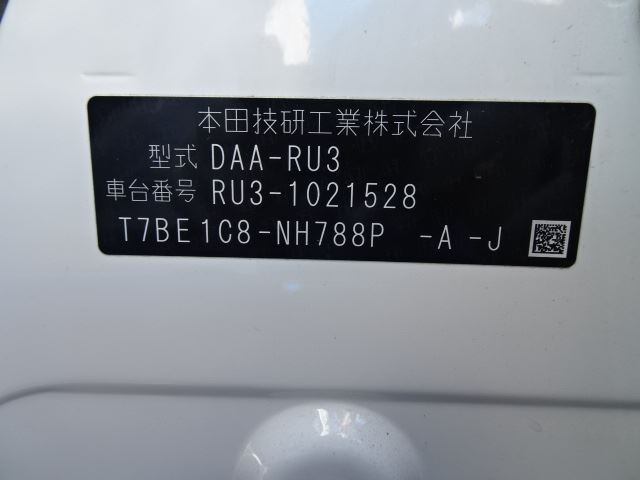 本田技研工業株式会社
型式 DAA-RU3
車台番号 RU3-1021528
T7BE1C8-NH788P -A -J